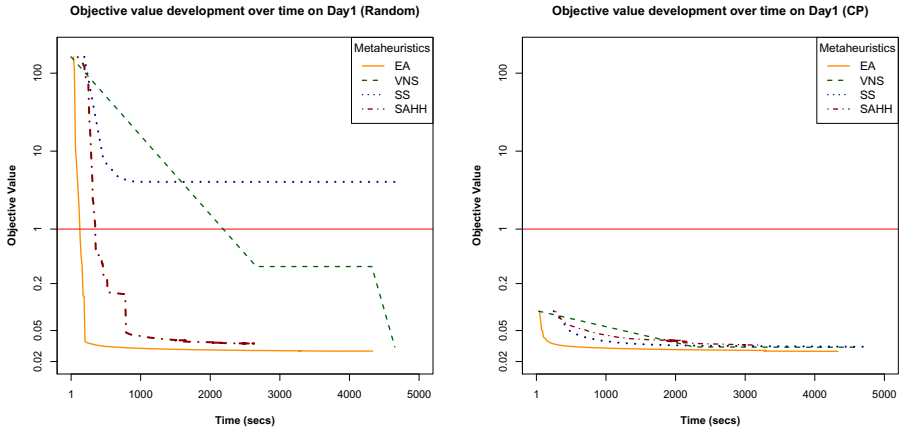 Objective value development over time on Day1 (Random)
Objective Value
100
10
1
0.2
0.05
0.02
Metaheuristics
EA
VNS
SS
SAHH
1 1000 2000 3000 4000 5000
Time (secs)
Objective value development over time on Day1 (CP)
Objective Value
100
10
1
0.2
0.05
0.02
Metaheuristics
EA
VNS
SS
SAHH
1 1000 2000 3000 4000 5000
Time (secs)